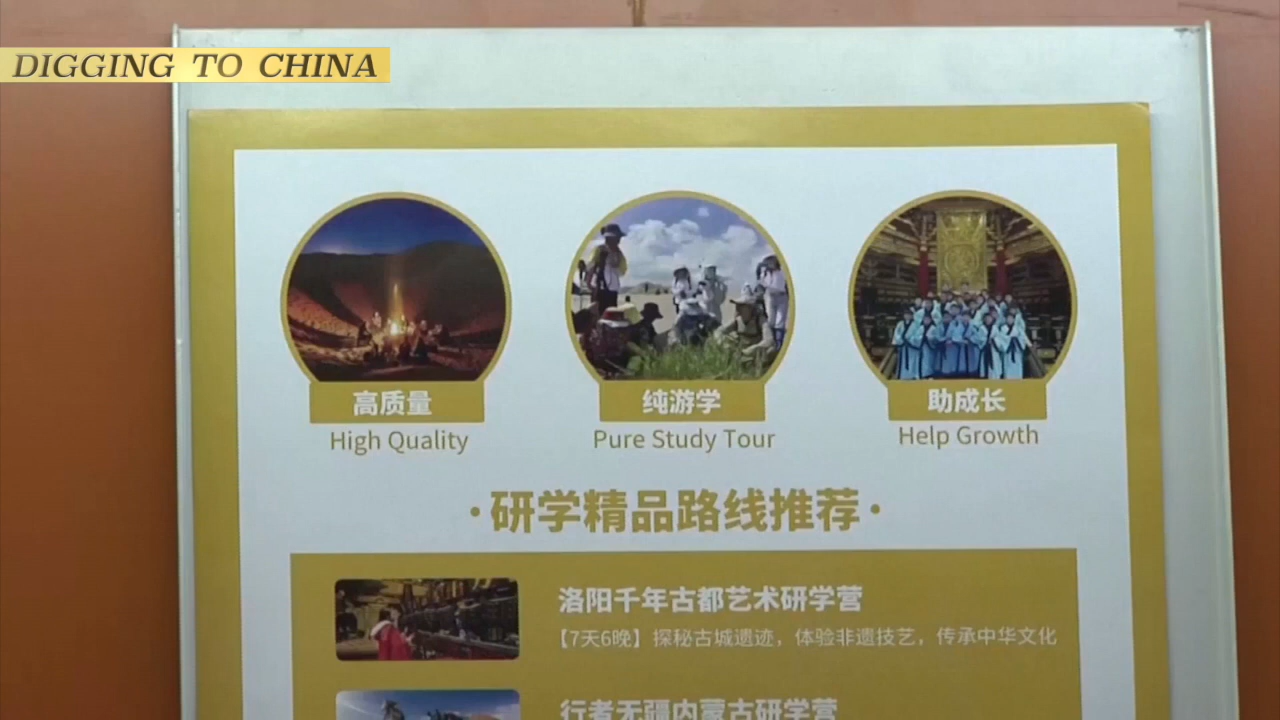 DIGGING TO CHINA
高质量
High Quality
纯游学
Pure Study Tour
助成长
Help Growth
·研学精品路线推荐·
洛阳千年古都艺术研学营
【7天6晚】探秘古城遗迹，体验非遗技艺，传承中华文化
行者无疆内蒙古研学营